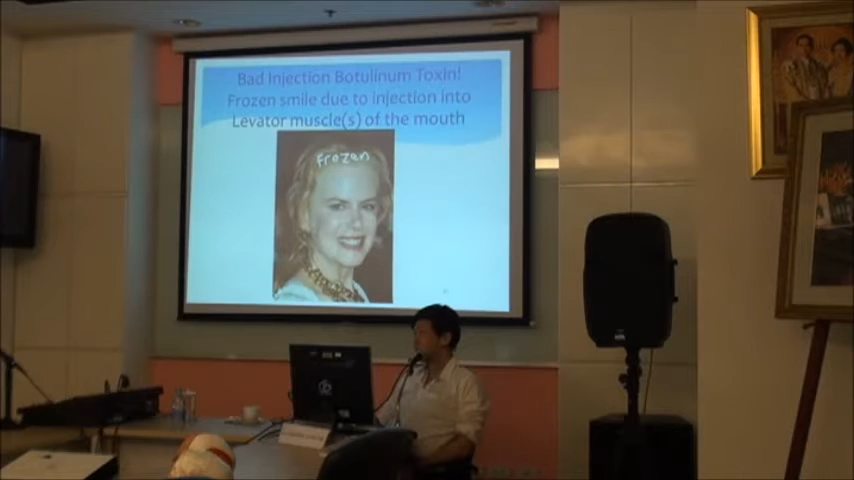 Bad Injection Botulinum Toxin!
Frozen smile due to injection into
Levator muscle(s) of the mouth
Frozen